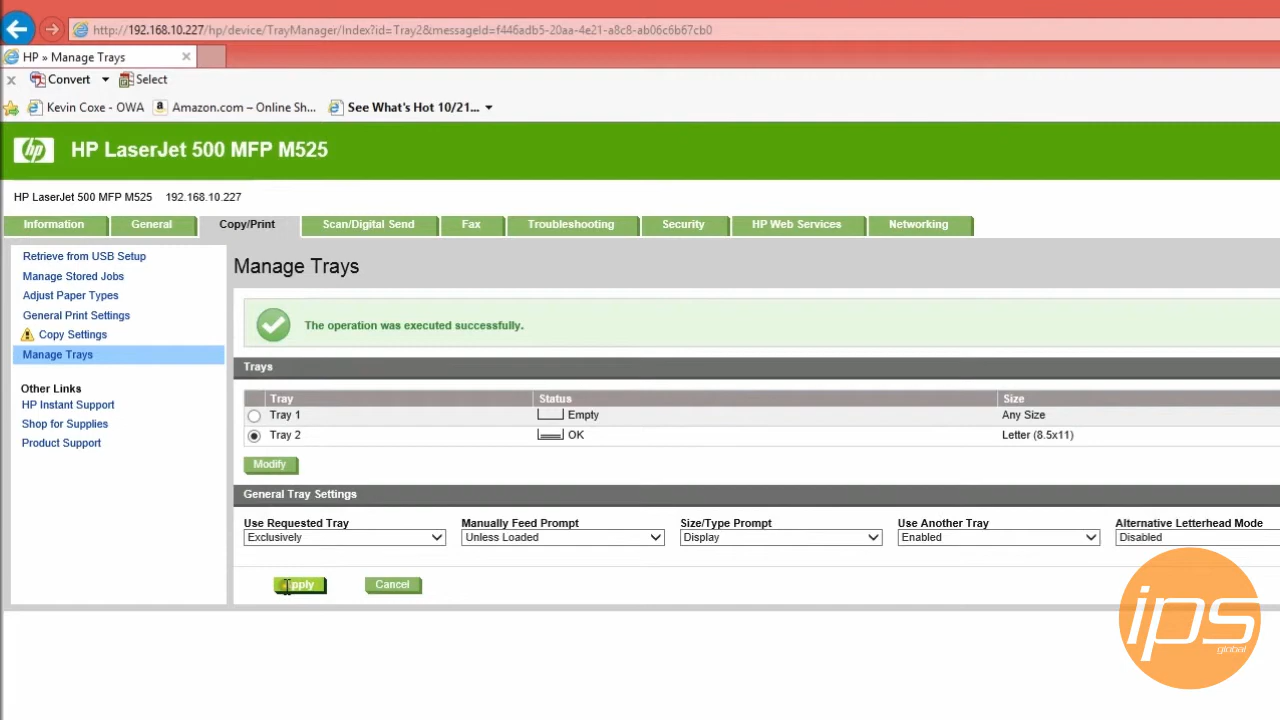 http://192.168.10.227/hp/device/TrayManager/Index?id=Tray2&messageId=f446adb5-20aa-4e21-a8c8-ab06c6b67cb0
HP » Manage Trays
Convert Select
Kevin Coxe - OWA Amazon.com – Online Sh... See What's Hot 10/21...
hp HP LaserJet 500 MFP M525
HP LaserJet 500 MFP M525 192.168.10.227
Information General Copy/Print Scan/Digital Send Fax Troubleshooting Security HP Web Services Networking
Retrieve from USB Setup
Manage Stored Jobs
Adjust Paper Types
General Print Settings
Copy Settings
Manage Trays
Other Links
HP Instant Support
Shop for Supplies
Product Support
Manage Trays
The operation was executed successfully.
Trays
Tray Status Size
Tray 1 Empty Any Size
Tray 2 OK Letter (8.5x11)
Modify
General Tray Settings
Use Requested Tray Manually Feed Prompt Size/Type Prompt Use Another Tray Alternative Letterhead Mode
Exclusively Unless Loaded Display Enabled Disabled
Apply Cancel
ips
global